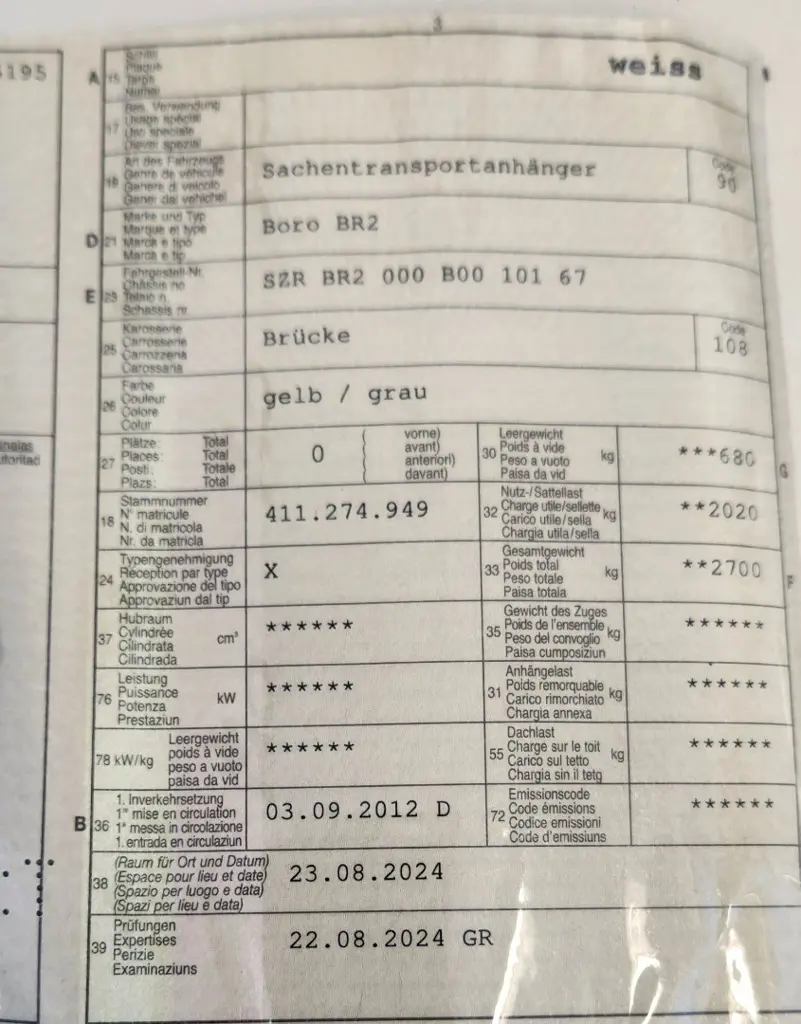 3
195
A 15 Schild
Plaque
Targa
Numer
weiss
17 Bes. Verwendung
Usage spécial
Uso speciale
Diever spezial
19 Art des Fahrzeugs
Genre de véhicule
Genere di veicolo
Gener dal vehichel
Sachentransportanhänger
Code
90
D 21 Marke und Typ
Marque et type
Marca e tipo
Marca e tip
Boro BR2
E 23 Fahrgestell-Nr.
Châssis no
Telaio n.
Schassis nr.
SZR BR2 000 B00 101 67
25 Karosserie
Carrosserie
Carrozzeria
Carossaria
Brücke
Code
108
26 Farbe
Couleur
Colore
Colur
gelb / grau
27 Plätze: Total
Places: Total
Posti: Totale
Plazs: Total
0
( vorne)
avant)
anteriori)
( davant)
30 Leergewicht
Poids à vide
Peso a vuoto
Paisa da vid
kg
***680
G
18 Stammnummer
N° matricule
N. di matricola
Nr. da matricla
411.274.949
32 Nutz-/Sattellast
Charge utile/sellette
Carico utile/sella
Chargia utila/sella
kg
**2020
24 Typengenehmigung
Réception par type
Approvazione del tipo
Approvaziun dal tip
X
33 Gesamtgewicht
Poids total
Peso totale
Paisa totala
kg
**2700
F
37 Hubraum
Cylindrée
Cilindrata
Cilindrada
cm³
******
35 Gewicht des Zuges
Poids de l'ensemble
Peso del convoglio
Paisa cumposiziun
kg
******
76 Leistung
Puissance
Potenza
Prestaziun
kW
******
31 Anhängelast
Poids remorquable
Carico rimorchiato
Chargia annexa
kg
******
78 kW/kg
Leergewicht
poids à vide
peso a vuoto
paisa da vid
******
55 Dachlast
Charge sur le toit
Carico sul tetto
Chargia sin il tetg
kg
******
B 36 1. Inverkehrsetzung
1re mise en circulation
1a messa in circolazione
1. entrada en circulaziun
03.09.2012 D
72 Emissionscode
Code émissions
Codice emissioni
Code d'emissiuns
******
38 (Raum für Ort und Datum)
(Espace pour lieu et date)
(Spazio per luogo e data)
(Spazi per lieu e data)
23.08.2024
39 Prüfungen
Expertises
Perizie
Examinaziuns
22.08.2024 GR